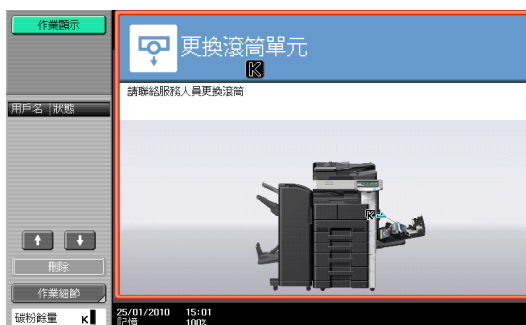 作業顯示
更換滾筒單元
K
請聯絡服務人員更換滾筒
用戶名 狀態
K
刪除
作業細節
碳粉餘量 K
25/01/2010 15:01
記憶 100%